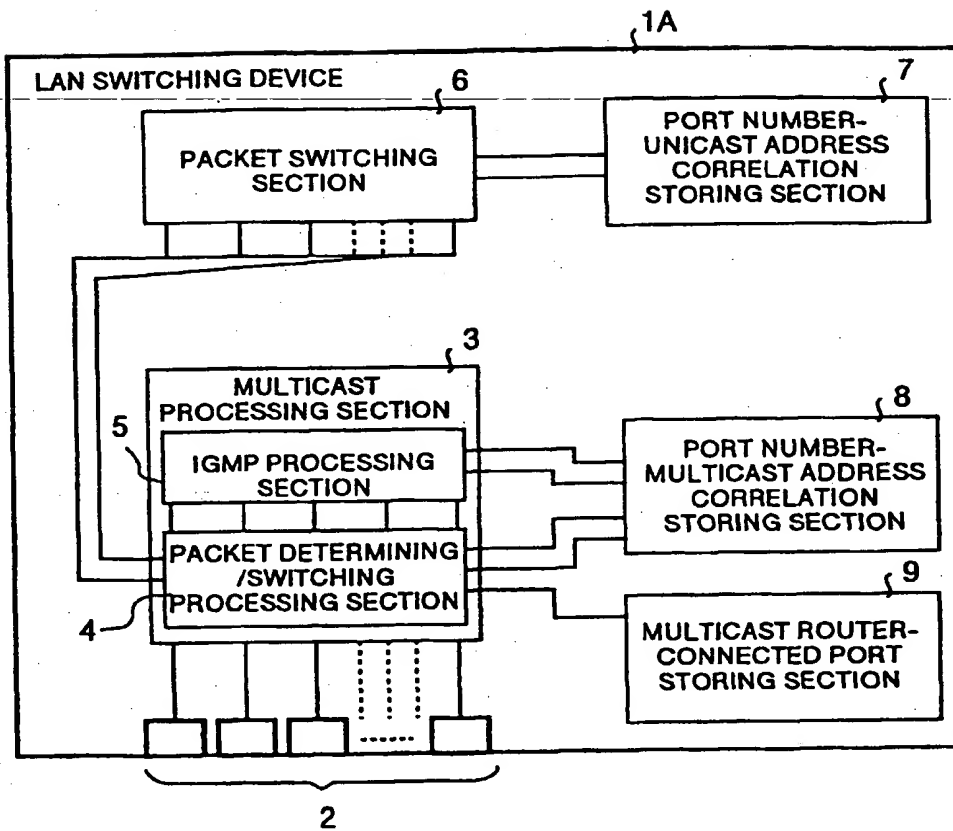 1A
LAN SWITCHING DEVICE
6
7
PACKET SWITCHING
SECTION
PORT NUMBER-
UNICAST ADDRESS
CORRELATION
STORING SECTION
3
MULTICAST
PROCESSING SECTION
8
5
IGMP PROCESSING
SECTION
PORT NUMBER-
MULTICAST ADDRESS
CORRELATION
STORING SECTION
PACKET DETERMINING
/SWITCHING
PROCESSING SECTION
4
9
MULTICAST ROUTER-
CONNECTED PORT
STORING SECTION
2